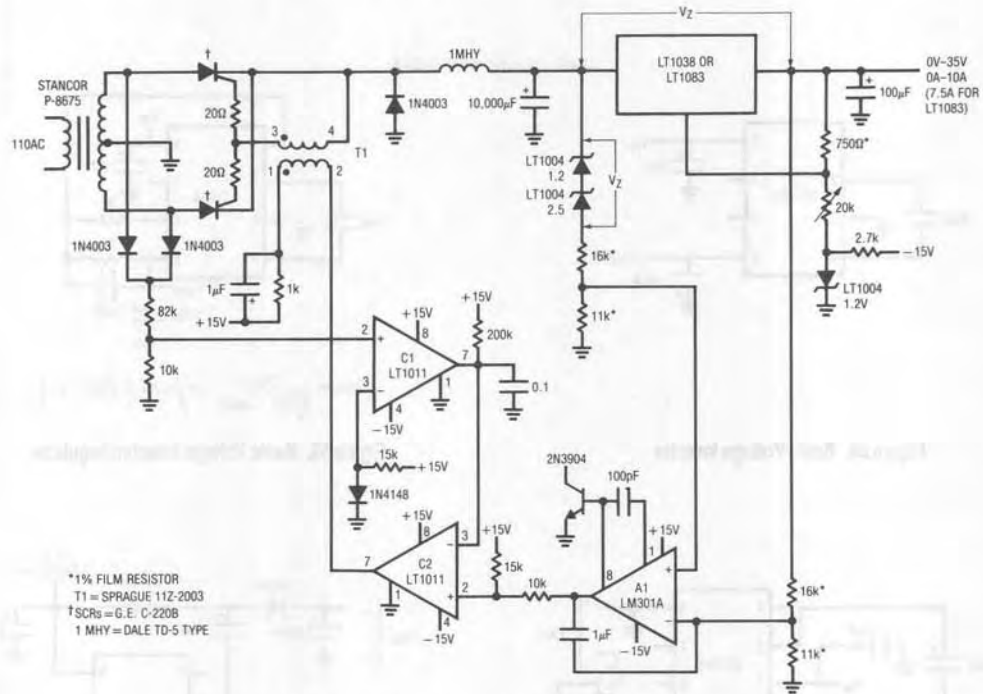 VZ
†
1MHY
STANCOR
P-8675
LT1038 OR
LT1083
0V–35V
0A–10A
(7.5A FOR
LT1083)
+
10,000µF
+
100µF
1N4003
20Ω
3
4
T1
1
2
110AC
20Ω
750Ω*
LT1004
1.2
VZ
LT1004
2.5
20k
†
1N4003
1N4003
2.7k
−15V
16k*
LT1004
1.2V
1µF
+
1k
82k
+15V
11k*
+15V
+15V
200k
2
+
8
C1
LT1011
7
3
−
1
4
−15V
10k
0.1
15k
+15V
2N3904
100pF
1N4148
+15V
8
3
−
+15V
+15V
7
C2
LT1011
15k
1
8
A1
LM301A
+
−
1
2
+
4
−15V
10k
1µF
−15V
16k*
11k*
*1% FILM RESISTOR
T1 = SPRAGUE 11Z-2003
†SCRs = G.E. C-220B
1 MHY = DALE TD-5 TYPE